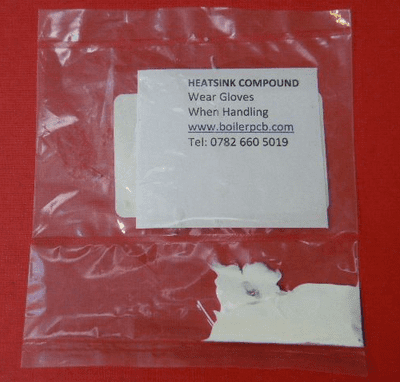 HEATSINK COMPOUND
Wear Gloves
When Handling
www.boilerpcb.com
Tel: 0782 660 5019